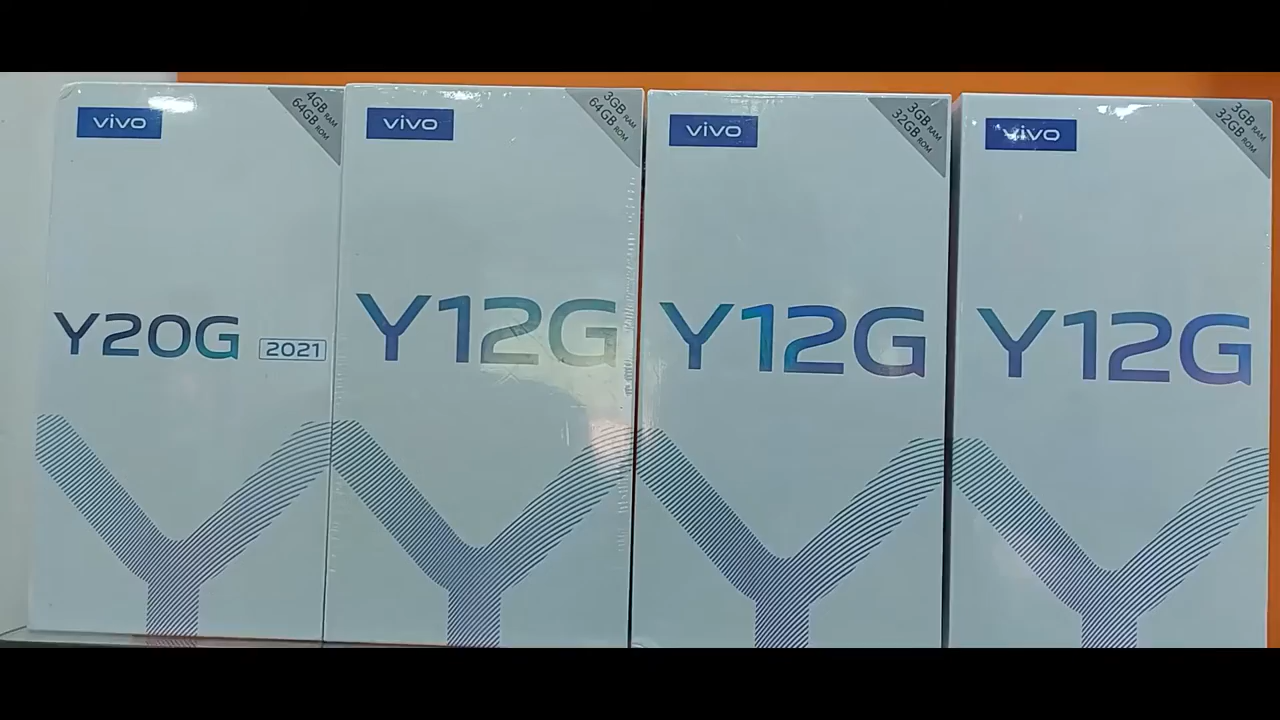 vivo
4GB RAM
64GB ROM
Y20G 2021
vivo
3GB RAM
64GB ROM
Y12G
vivo
3GB RAM
32GB ROM
Y12G
vivo
3GB RAM
32GB ROM
Y12G